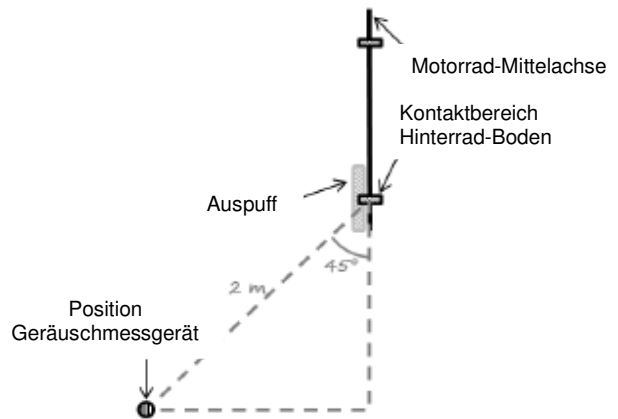 Motorrad-Mittelachse
Kontaktbereich
Hinterrad-Boden
Auspuff
45°
2 m
Position
Geräuschmessgerät